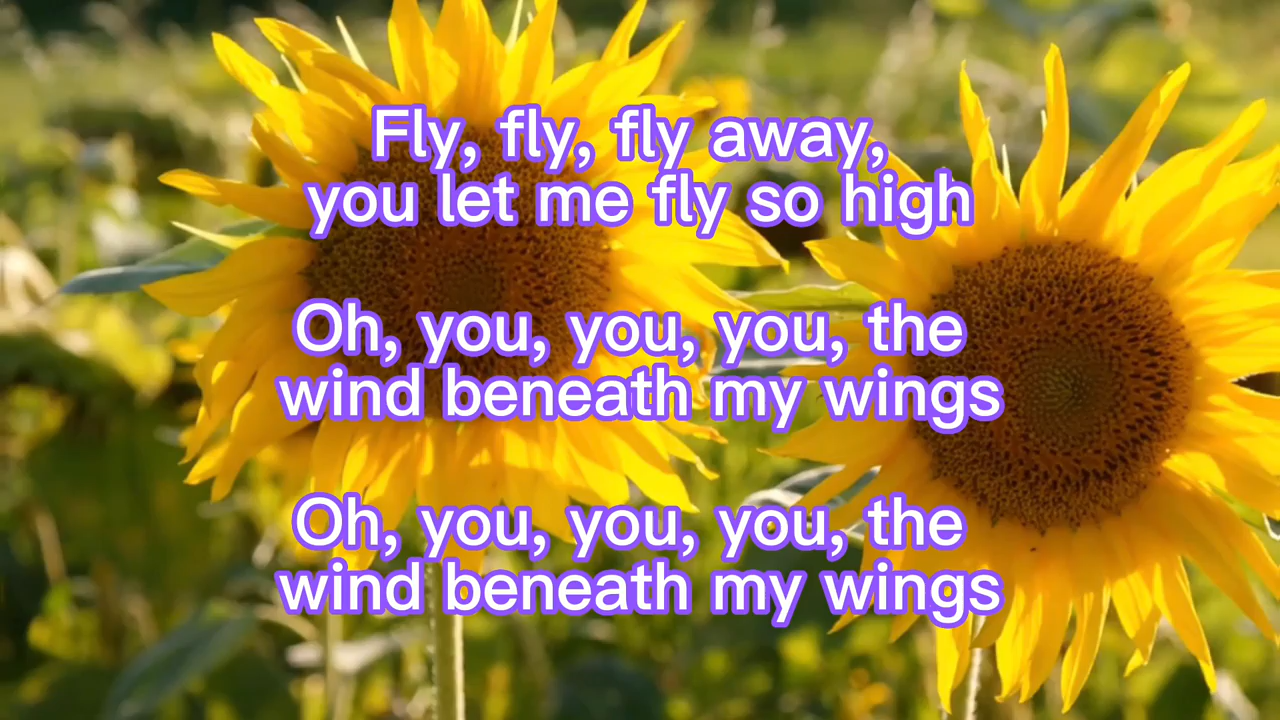 Fly, fly, fly away,
you let me fly so high
Oh, you, you, you, the
wind beneath my wings
Oh, you, you, you, the
wind beneath my wings